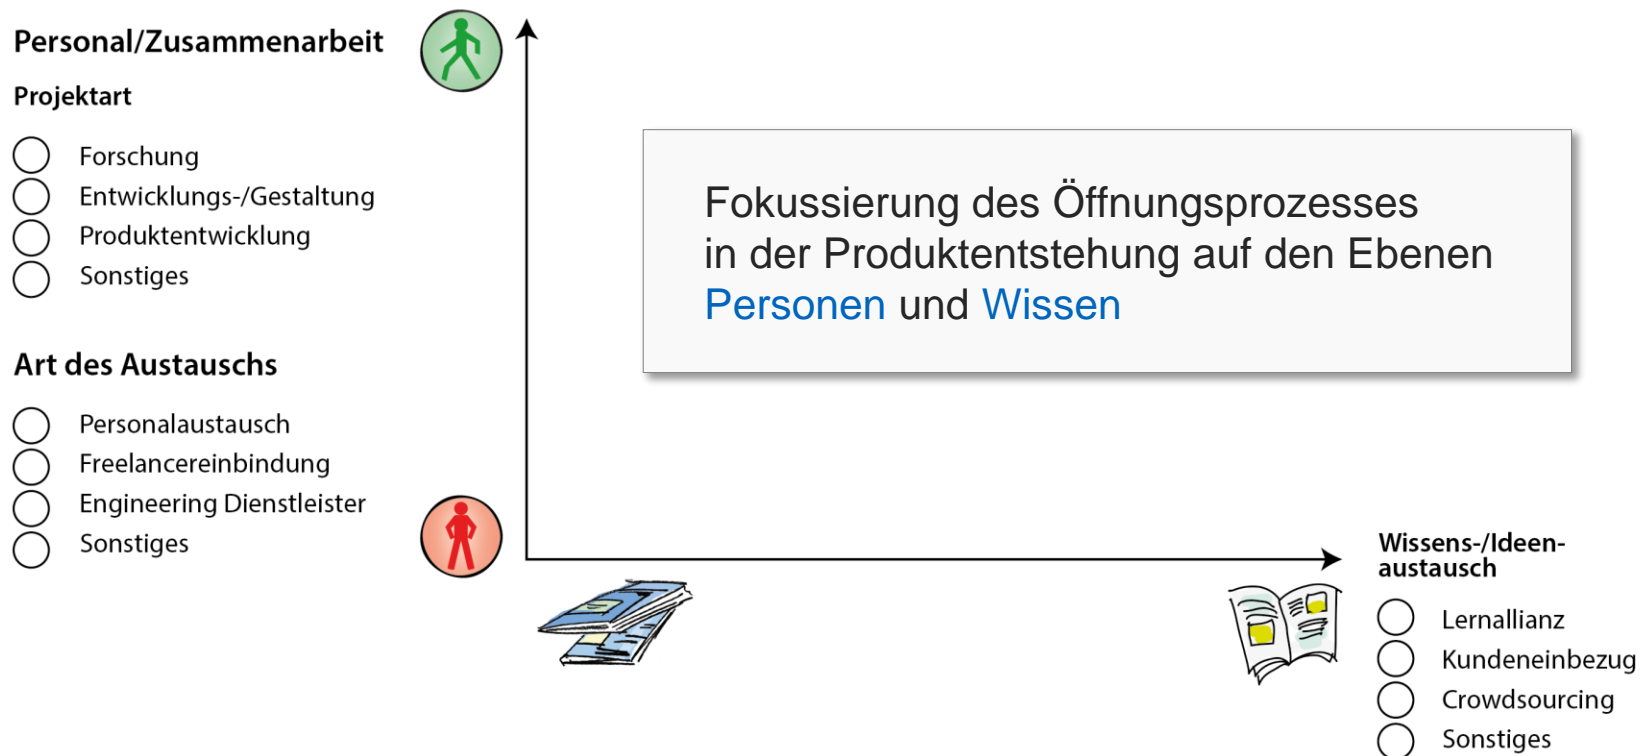 Personal/Zusammenarbeit
Projektart
Forschung
Entwicklungs-/Gestaltung
Produktentwicklung
Sonstiges
Art des Austauschs
Personalaustausch
Freelancereinbindung
Engineering Dienstleister
Sonstiges
Fokussierung des Öffnungsprozesses
in der Produktentstehung auf den Ebenen
Personen und Wissen
Wissens-/Ideen-
austausch
Lernallianz
Kundeneinbezug
Crowdsourcing
Sonstiges